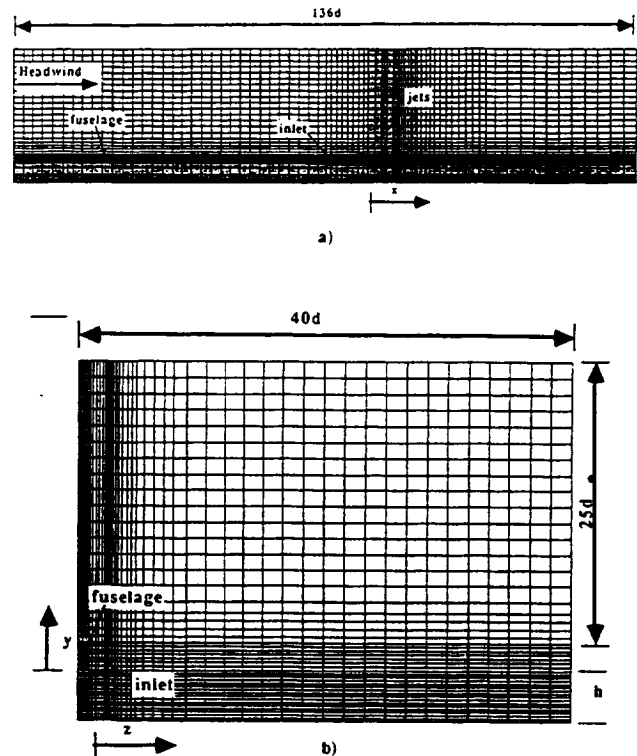 136d
Headwind
jets
fuselage
inlet
x
a)
40d
25d
fuselage
y
inlet
h
z
b)